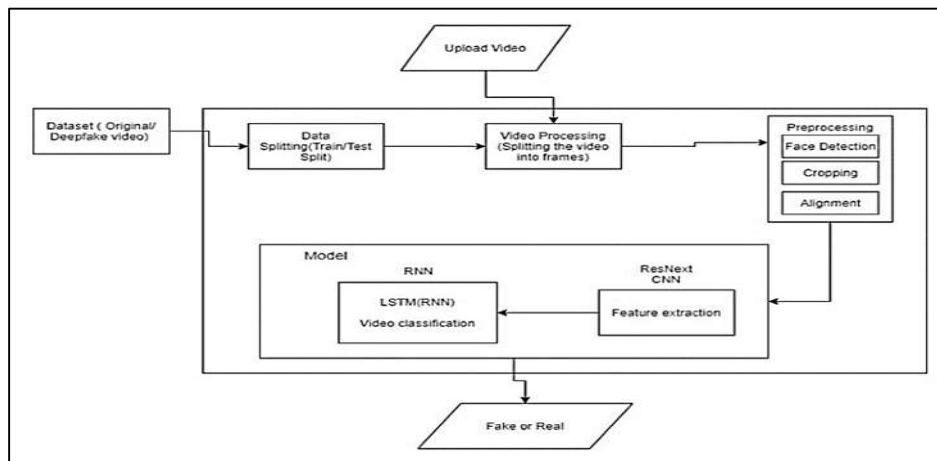 Upload Video
Dataset ( Original/
Deepfake video)
Data
Splitting(Train/Test
Split)
Video Processing
(Splitting the video
into frames)
Preprocessing
Face Detection
Cropping
Alignment
Model
RNN
LSTM(RNN)
Video classification
ResNext
CNN
Feature extraction
Fake or Real